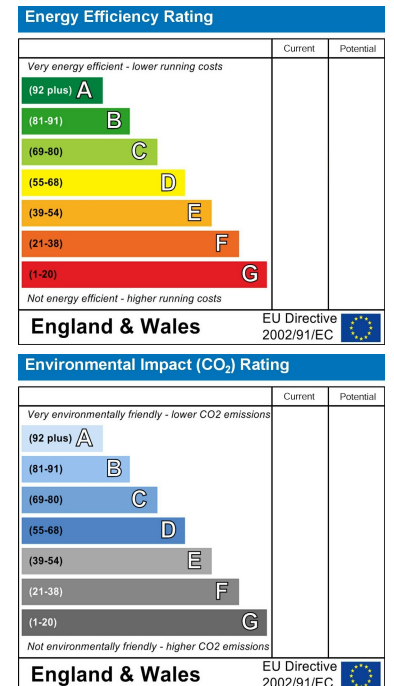 Energy Efficiency Rating
Current Potential
Very energy efficient - lower running costs
(92 plus) A
(81-91) B
(69-80) C
(55-68) D
(39-54) E
(21-38) F
(1-20) G
Not energy efficient - higher running costs
England & Wales
EU Directive
2002/91/EC
Environmental Impact (CO₂) Rating
Current Potential
Very environmentally friendly - lower CO2 emissions
(92 plus) A
(81-91) B
(69-80) C
(55-68) D
(39-54) E
(21-38) F
(1-20) G
Not environmentally friendly - higher CO2 emissions
England & Wales
EU Directive
2002/91/EC